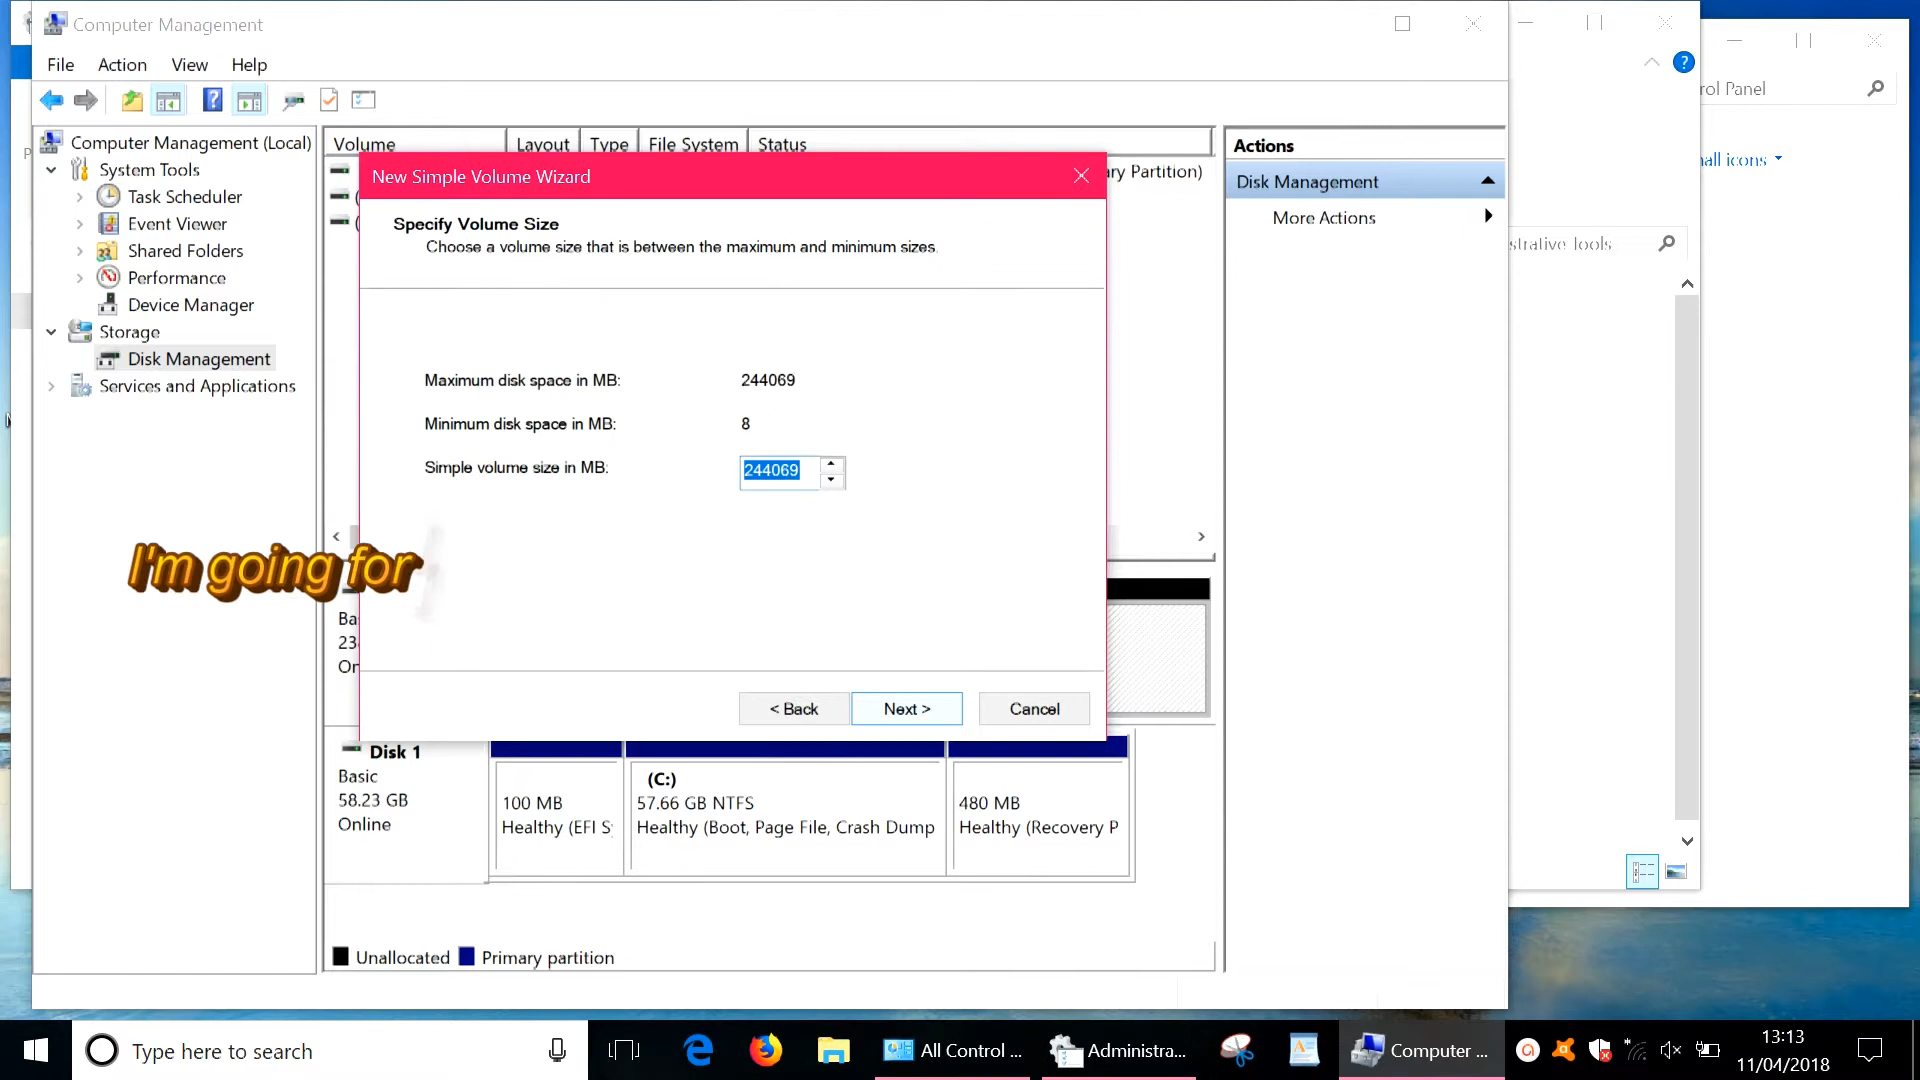 Computer Management
File Action View Help
rol Panel
Computer Management (Local)
System Tools
Task Scheduler
Event Viewer
Shared Folders
Performance
Device Manager
Storage
Disk Management
Services and Applications
Volume Layout Type File System Status
ry Partition)
New Simple Volume Wizard
Specify Volume Size
Choose a volume size that is between the maximum and minimum sizes.
Maximum disk space in MB: 244069
Minimum disk space in MB: 8
Simple volume size in MB: 244069
< Back Next > Cancel
I'm going for
Ba
23
On
Actions
Disk Management
More Actions
all icons
strative Tools
Disk 1
Basic
58.23 GB
Online
100 MB
Healthy (EFI S
(C:)
57.66 GB NTFS
Healthy (Boot, Page File, Crash Dump
480 MB
Healthy (Recovery P
Unallocated Primary partition
Type here to search
All Control ...
Administra...
Computer ...
13:13
11/04/2018